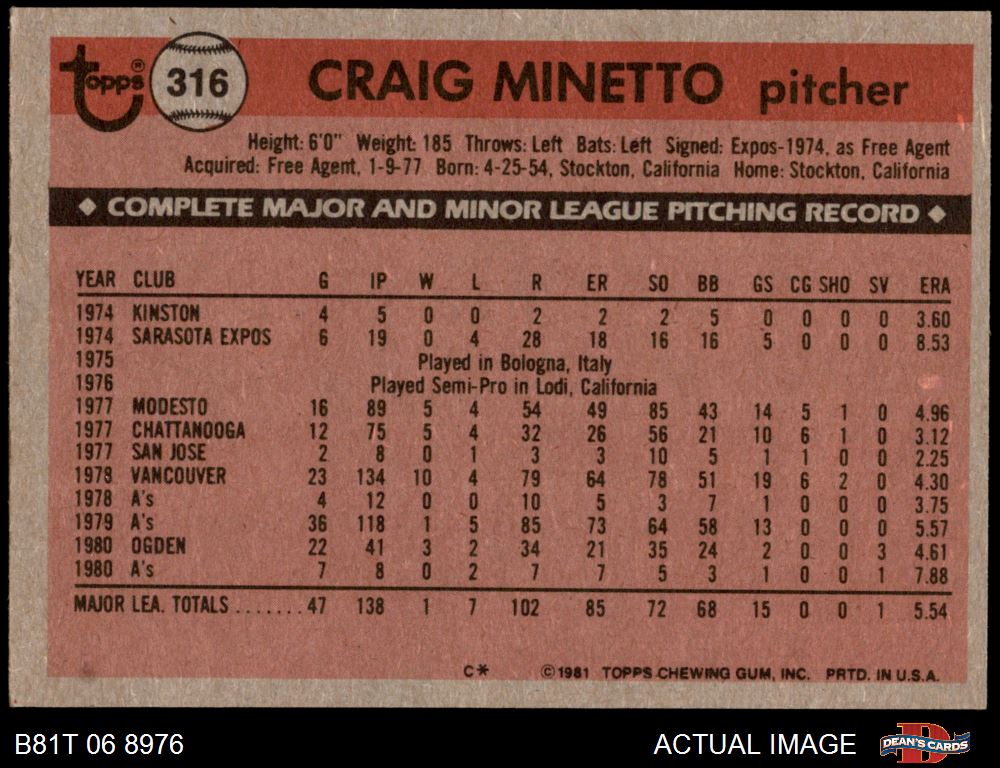 topps® 316 CRAIG MINETTO pitcher
Height: 6'0" Weight: 185 Throws: Left Bats: Left Signed: Expos-1974, as Free Agent
Acquired: Free Agent, 1-9-77 Born: 4-25-54, Stockton, California Home: Stockton, California
◆ COMPLETE MAJOR AND MINOR LEAGUE PITCHING RECORD ◆
YEAR CLUB G IP W L R ER SO BB GS CG SHO SV ERA
1974 KINSTON 4 5 0 0 2 2 2 5 0 0 0 0 3.60
1974 SARASOTA EXPOS 6 19 0 4 28 18 16 16 5 0 0 0 8.53
1975 Played in Bologna, Italy
1976 Played Semi-Pro in Lodi, California
1977 MODESTO 16 89 5 4 54 49 85 43 14 5 1 0 4.96
1977 CHATTANOOGA 12 75 5 4 32 26 56 21 10 6 1 0 3.12
1977 SAN JOSE 2 8 0 1 3 3 10 5 1 1 0 0 2.25
1978 VANCOUVER 23 134 10 4 79 64 78 51 19 6 2 0 4.30
1978 A's 4 12 0 0 10 5 3 7 1 0 0 0 3.75
1979 A's 36 118 1 5 85 73 64 58 13 0 0 0 5.57
1980 OGDEN 22 41 3 2 34 21 35 24 2 0 0 3 4.61
1980 A's 7 8 0 2 7 7 5 3 1 0 0 1 7.88
MAJOR LEA. TOTALS ....... 47 138 1 7 102 85 72 68 15 0 0 1 5.54
C* ©1981 TOPPS CHEWING GUM, INC. PRTD. IN U.S.A.
B81T 06 8976 ACTUAL IMAGE DEAN'S CARDS